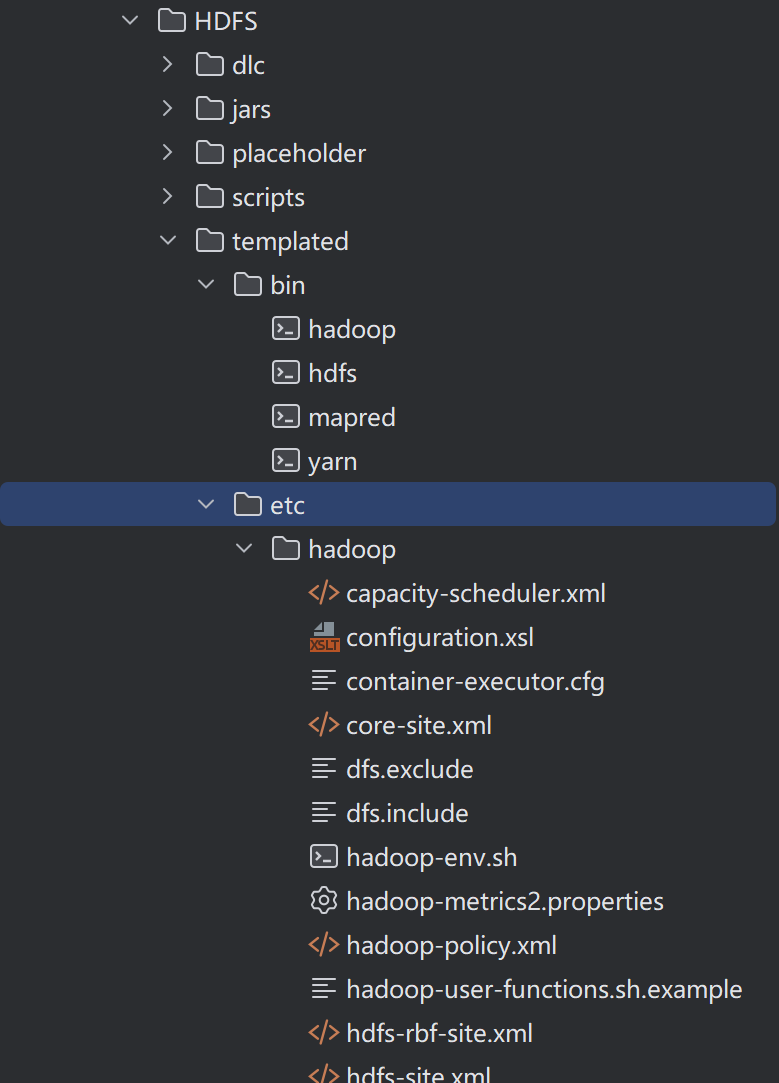 HDFS
dlc
jars
placeholder
scripts
templated
bin
hadoop
hdfs
mapred
yarn
etc
hadoop
capacity-scheduler.xml
XSLT configuration.xsl
container-executor.cfg
core-site.xml
dfs.exclude
dfs.include
hadoop-env.sh
hadoop-metrics2.properties
hadoop-policy.xml
hadoop-user-functions.sh.example
hdfs-rbf-site.xml
hdfs-site.xml